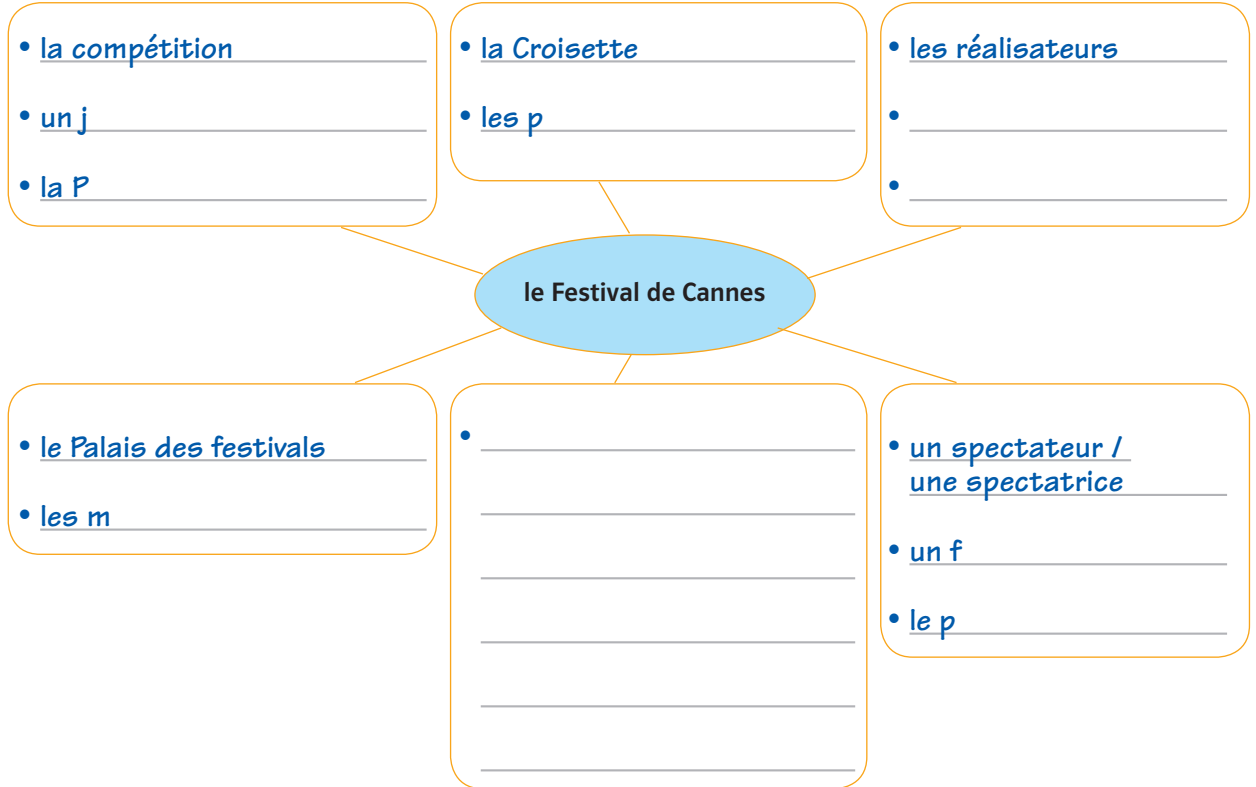 • la compétition
• un j
• la P
• la Croisette
• les p
• les réalisateurs
•
•
le Festival de Cannes
• le Palais des festivals
• les m
•
• un spectateur /
une spectatrice
• un f
• le p